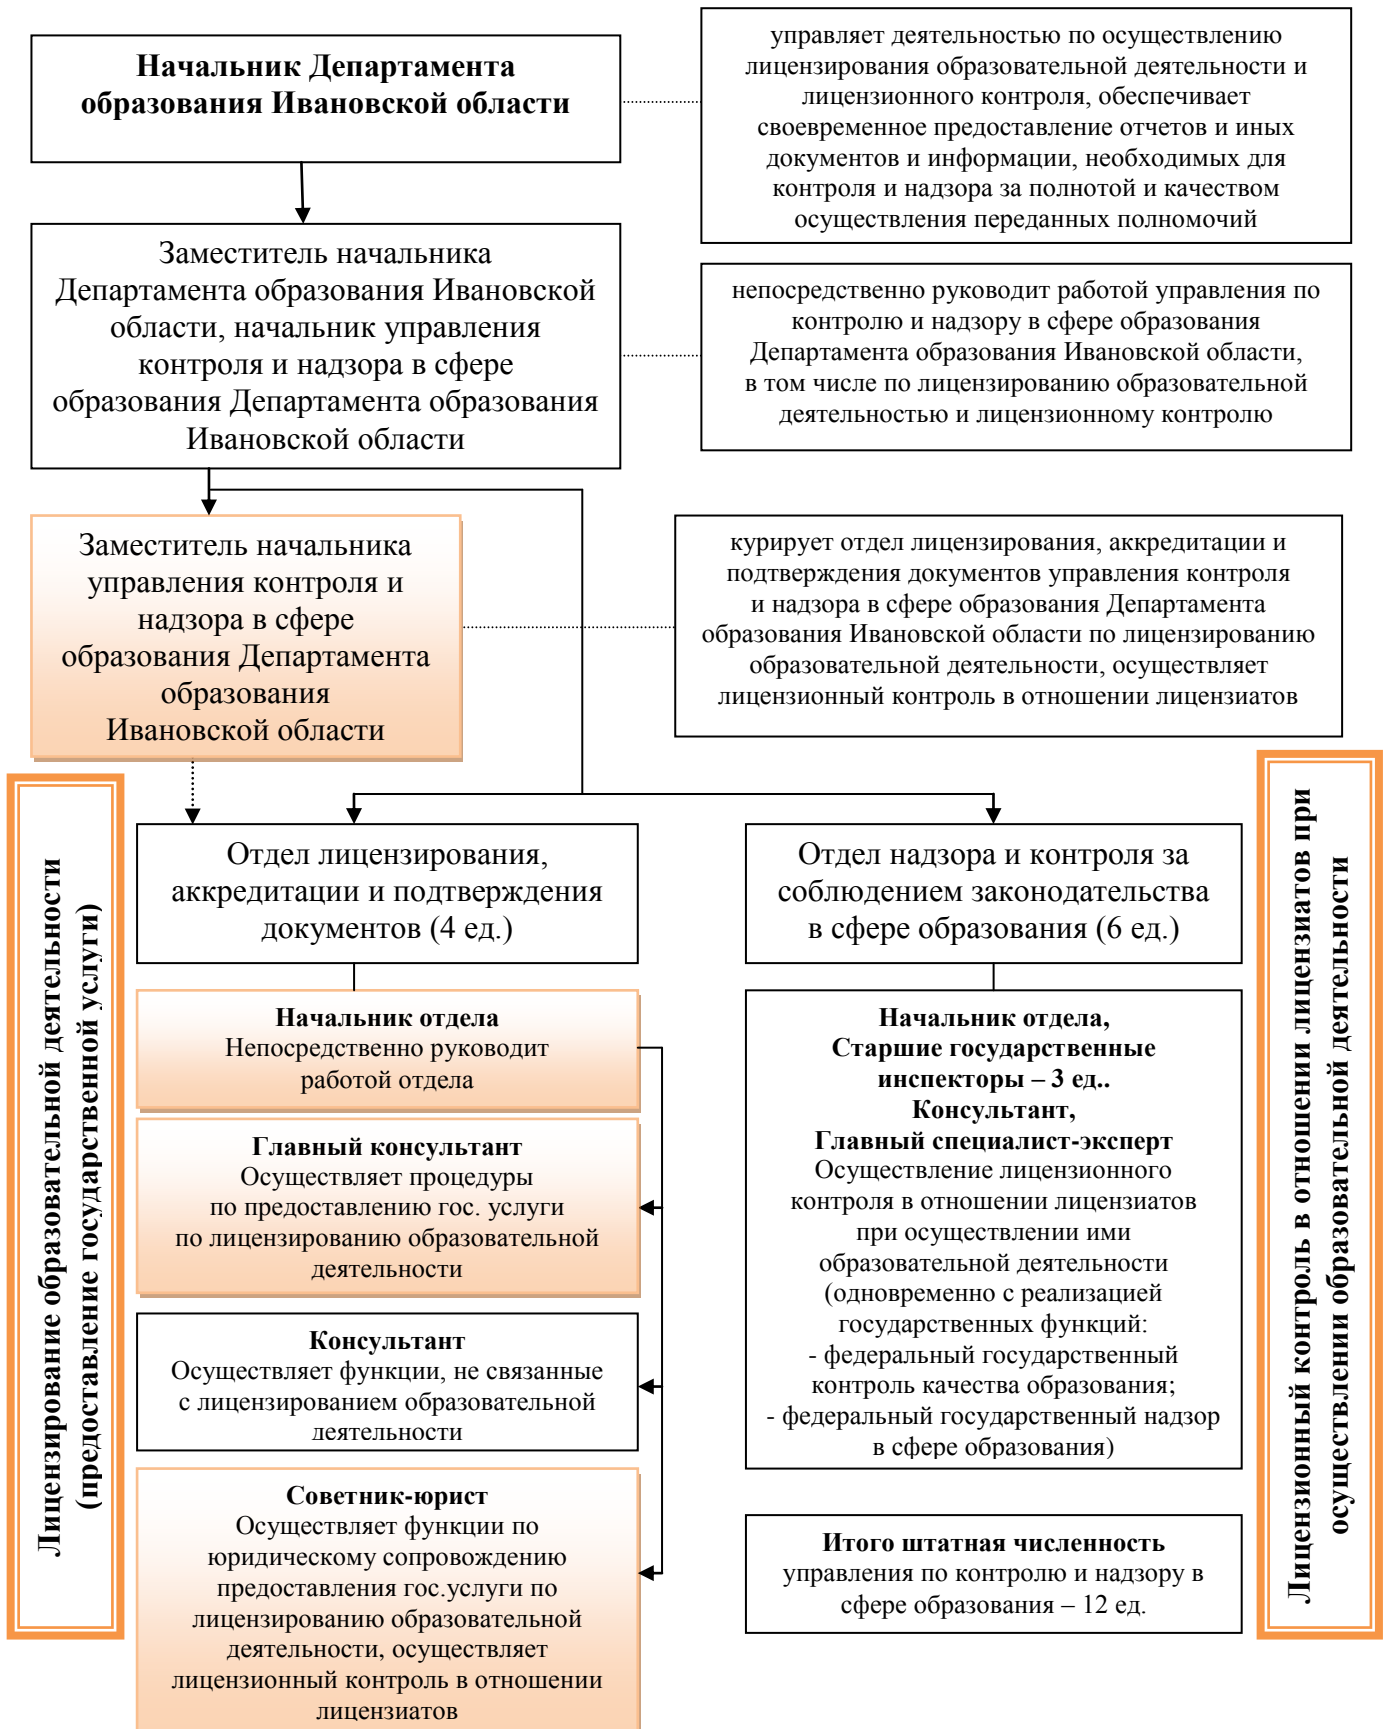 Начальник Департамента
образования Ивановской области
управляет деятельностью по осуществлению
лицензирования образовательной деятельности и
лицензионного контроля, обеспечивает
своевременное предоставление отчетов и иных
документов и информации, необходимых для
контроля и надзора за полнотой и качеством
осуществления переданных полномочий
Заместитель начальника
Департамента образования Ивановской
области, начальник управления
контроля и надзора в сфере
образования Департамента образования
Ивановской области
непосредственно руководит работой управления по
контролю и надзору в сфере образования
Департамента образования Ивановской области,
в том числе по лицензированию образовательной
деятельностью и лицензионному контролю
Заместитель начальника
управления контроля и
надзора в сфере
образования Департамента
образования
Ивановской области
курирует отдел лицензирования, аккредитации и
подтверждения документов управления контроля
и надзора в сфере образования Департамента
образования Ивановской области по лицензированию
образовательной деятельности, осуществляет
лицензионный контроль в отношении лицензиатов
Лицензирование образовательной деятельности
(предоставление государственной услуги)
Отдел лицензирования,
аккредитации и подтверждения
документов (4 ед.)
Начальник отдела
Непосредственно руководит
работой отдела
Главный консультант
Осуществляет процедуры
по предоставлению гос. услуги
по лицензированию образовательной
деятельности
Консультант
Осуществляет функции, не связанные
с лицензированием образовательной
деятельности
Советник-юрист
Осуществляет функции по
юридическому сопровождению
предоставления гос.услуги по
лицензированию образовательной
деятельности, осуществляет
лицензионный контроль в отношении
лицензиатов
Отдел надзора и контроля за
соблюдением законодательства
в сфере образования (6 ед.)
Начальник отдела,
Старшие государственные
инспекторы – 3 ед..
Консультант,
Главный специалист-эксперт
Осуществление лицензионного
контроля в отношении лицензиатов
при осуществлении ими
образовательной деятельности
(одновременно с реализацией
государственных функций:
- федеральный государственный
контроль качества образования;
- федеральный государственный надзор
в сфере образования)
Итого штатная численность
управления по контролю и надзору в
сфере образования – 12 ед.
Лицензионный контроль в отношении лицензиатов при
осуществлении образовательной деятельности